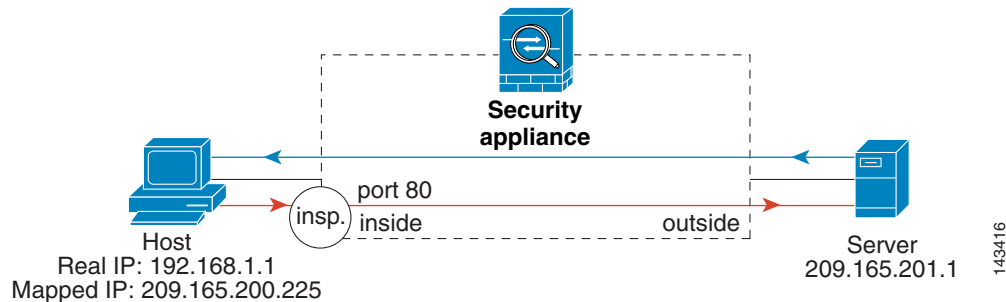 Security
appliance
port 80
insp.
inside
outside
Host
Real IP: 192.168.1.1
Mapped IP: 209.165.200.225
Server
209.165.201.1
143416